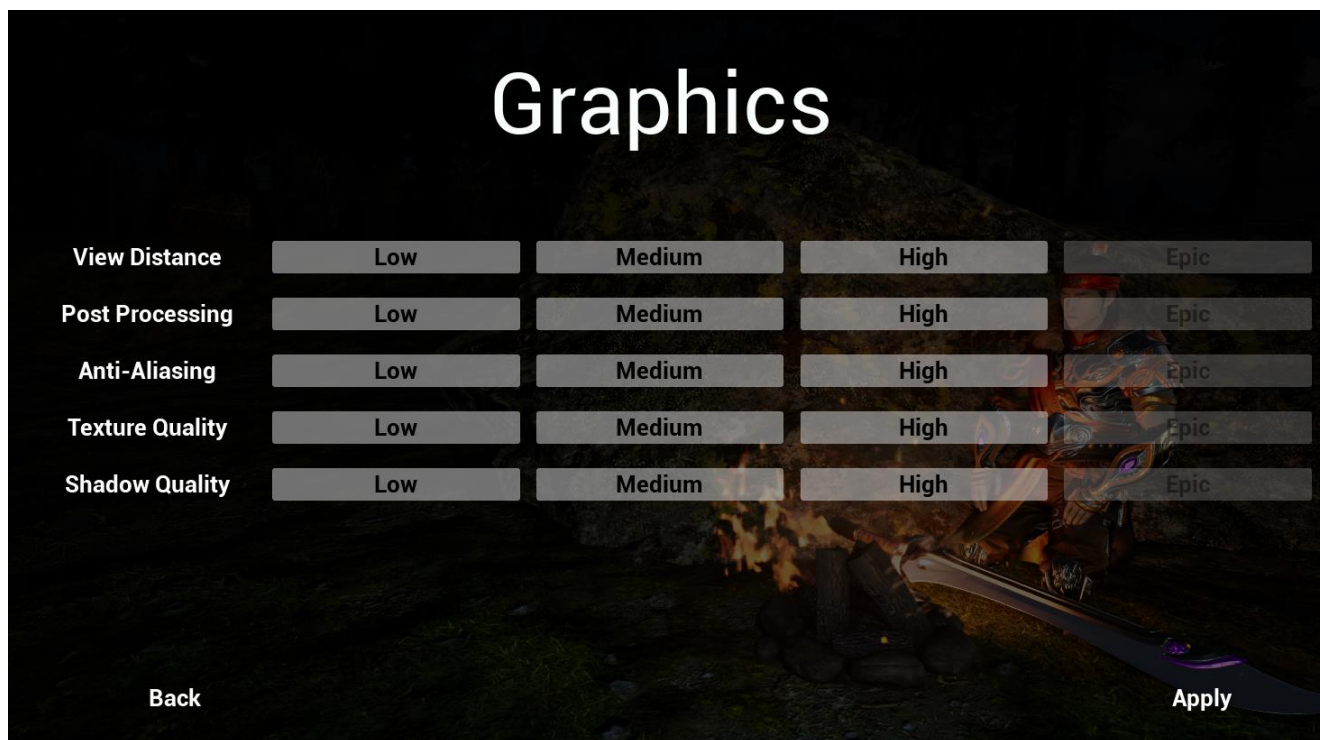 Graphics
View Distance Low Medium High Epic
Post Processing Low Medium High Epic
Anti-Aliasing Low Medium High Epic
Texture Quality Low Medium High Epic
Shadow Quality Low Medium High Epic
Back Apply